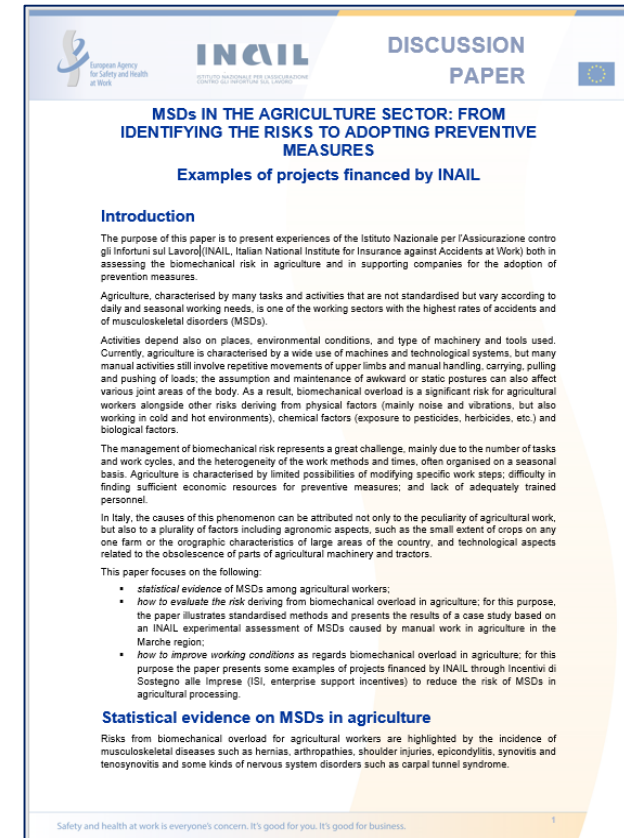 European Agency
for Safety and Health
at Work
INAIL
ISTITUTO NAZIONALE PER L'ASSICURAZIONE
CONTRO GLI INFORTUNI SUL LAVORO
DISCUSSION
PAPER
MSDs IN THE AGRICULTURE SECTOR: FROM
IDENTIFYING THE RISKS TO ADOPTING PREVENTIVE
MEASURES
Examples of projects financed by INAIL
Introduction
The purpose of this paper is to present experiences of the Istituto Nazionale per l'Assicurazione contro
gli Infortuni sul Lavoro (INAIL, Italian National Institute for Insurance against Accidents at Work) both in
assessing the biomechanical risk in agriculture and in supporting companies for the adoption of
prevention measures.
Agriculture, characterised by many tasks and activities that are not standardised but vary according to
daily and seasonal working needs, is one of the working sectors with the highest rates of accidents and
of musculoskeletal disorders (MSDs).
Activities depend also on places, environmental conditions, and type of machinery and tools used.
Currently, agriculture is characterised by a wide use of machines and technological systems, but many
manual activities still involve repetitive movements of upper limbs and manual handling, carrying, pulling
and pushing of loads; the assumption and maintenance of awkward or static postures can also affect
various joint areas of the body. As a result, biomechanical overload is a significant risk for agricultural
workers alongside other risks deriving from physical factors (mainly noise and vibrations, but also
working in cold and hot environments), chemical factors (exposure to pesticides, herbicides, etc.) and
biological factors.
The management of biomechanical risk represents a great challenge, mainly due to the number of tasks
and work cycles, and the heterogeneity of the work methods and times, often organised on a seasonal
basis. Agriculture is characterised by limited possibilities of modifying specific work steps; difficulty in
finding sufficient economic resources for preventive measures; and lack of adequately trained
personnel.
In Italy, the causes of this phenomenon can be attributed not only to the peculiarity of agricultural work,
but also to a plurality of factors including agronomic aspects, such as the small extent of crops on any
one farm or the orographic characteristics of large areas of the country, and technological aspects
related to the obsolescence of parts of agricultural machinery and tractors.
This paper focuses on the following:
▪ statistical evidence of MSDs among agricultural workers;
▪ how to evaluate the risk deriving from biomechanical overload in agriculture; for this purpose,
the paper illustrates standardised methods and presents the results of a case study based on
an INAIL experimental assessment of MSDs caused by manual work in agriculture in the
Marche region;
▪ how to improve working conditions as regards biomechanical overload in agriculture; for this
purpose the paper presents some examples of projects financed by INAIL through Incentivi di
Sostegno alle Imprese (ISI, enterprise support incentives) to reduce the risk of MSDs in
agricultural processing.
Statistical evidence on MSDs in agriculture
Risks from biomechanical overload for agricultural workers are highlighted by the incidence of
musculoskeletal diseases such as hernias, arthropathies, shoulder injuries, epicondylitis, synovitis and
tenosynovitis and some kinds of nervous system disorders such as carpal tunnel syndrome.
Safety and health at work is everyone's concern. It's good for you. It's good for business.
1